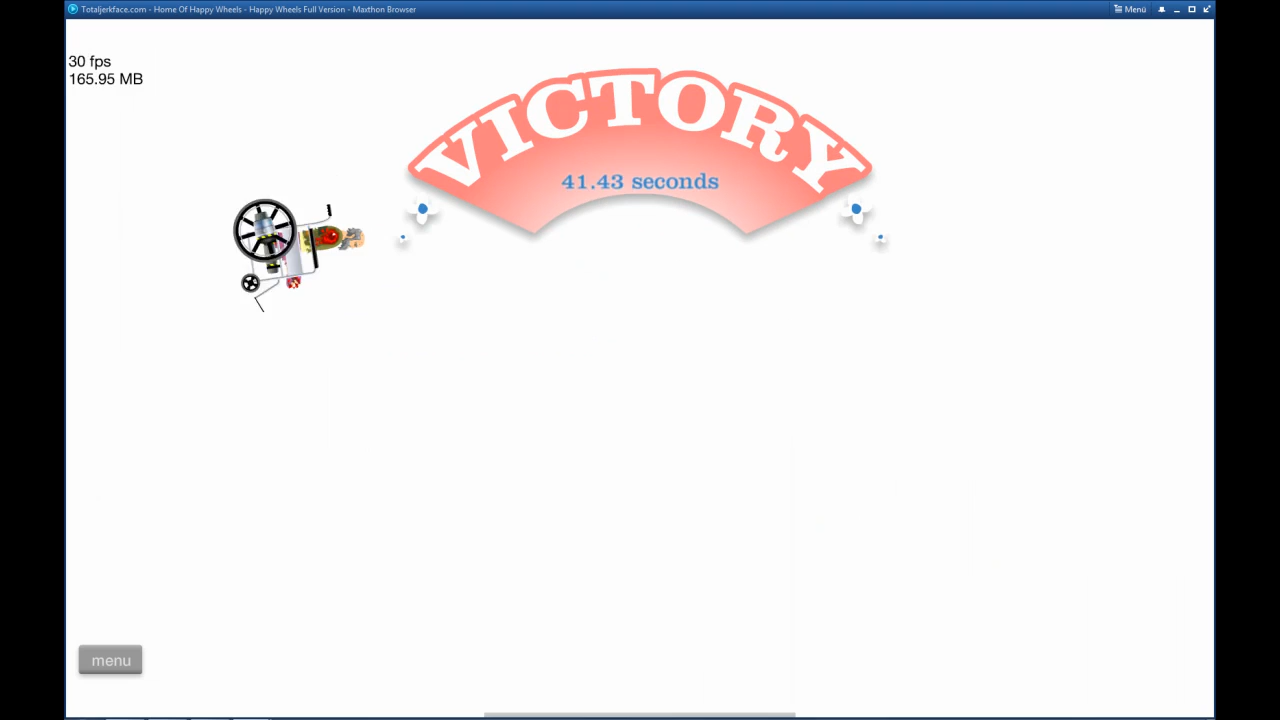 Totaljerkface.com - Home Of Happy Wheels - Happy Wheels Full Version - Maxthon Browser
Menü
30 fps
165.95 MB
VICTORY
41.43 seconds
menu